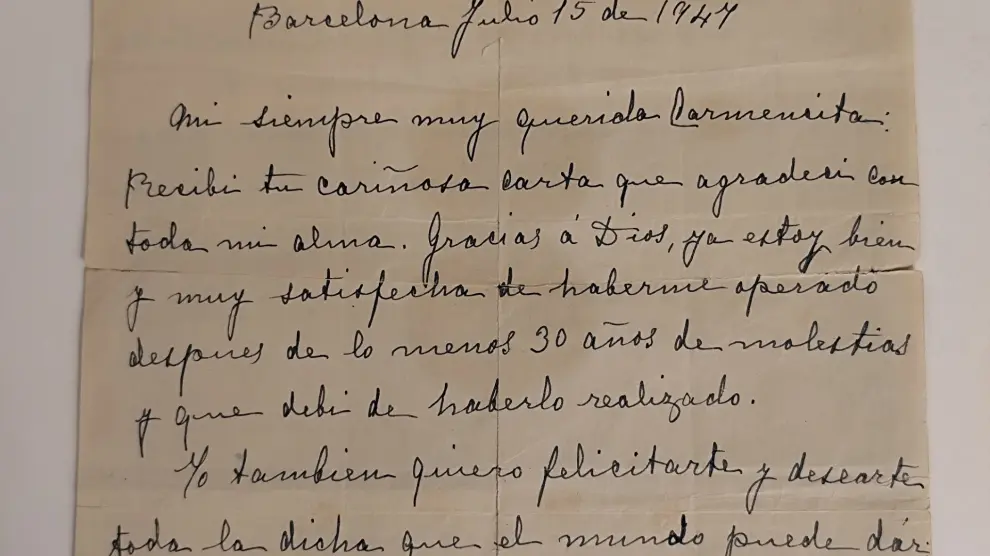 Barcelona Julio 15 de 1947
Mi siempre muy querida Carmencita:
Recibi tu cariñosa carta que agradeci con
toda mi alma. Gracias á Dios, ya estoy bien
y muy satisfecha de haberme operado
despues de lo menos 30 años de molestias
y que debi de haberlo realizado.
Yo tambien quiero felicitarte y desearte
toda la dicha que el mundo puede dár